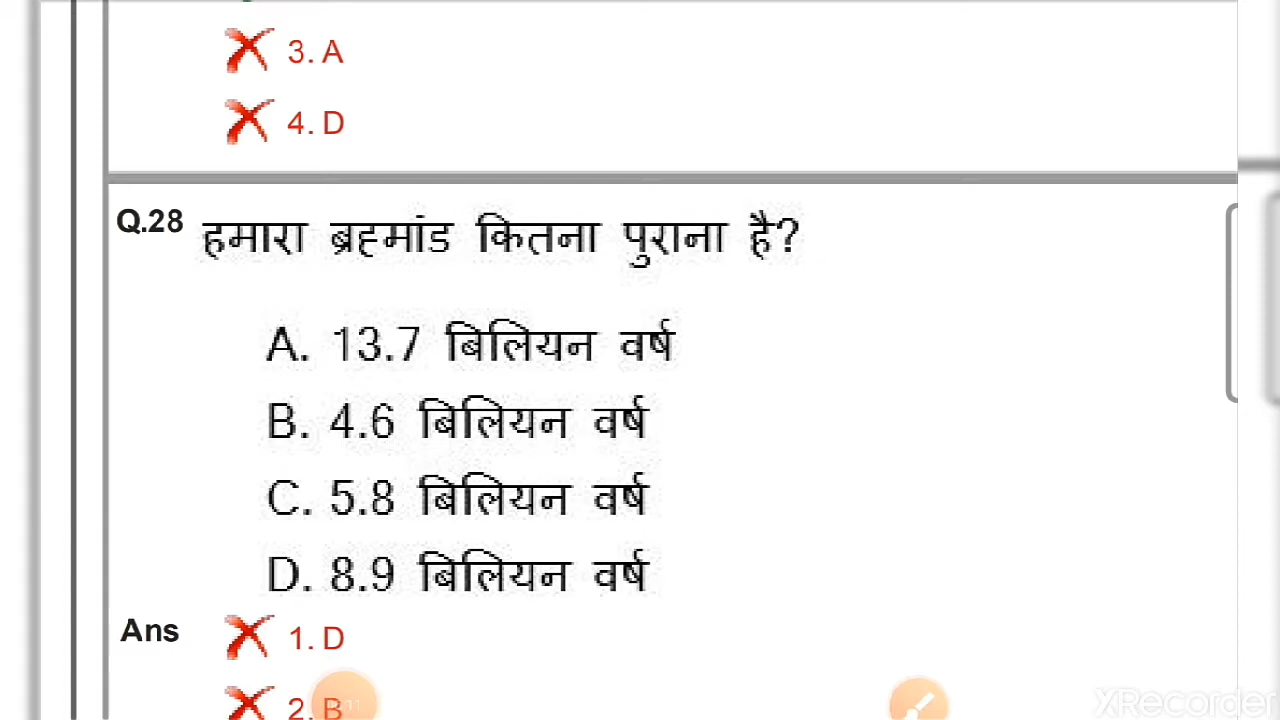 3. A
4. D
Q.28 हमारा ब्रह्मांड कितना पुराना है?
A. 13.7 बिलियन वर्ष
B. 4.6 बिलियन वर्ष
C. 5.8 बिलियन वर्ष
D. 8.9 बिलियन वर्ष
Ans 1. D
2. B
XRecorder